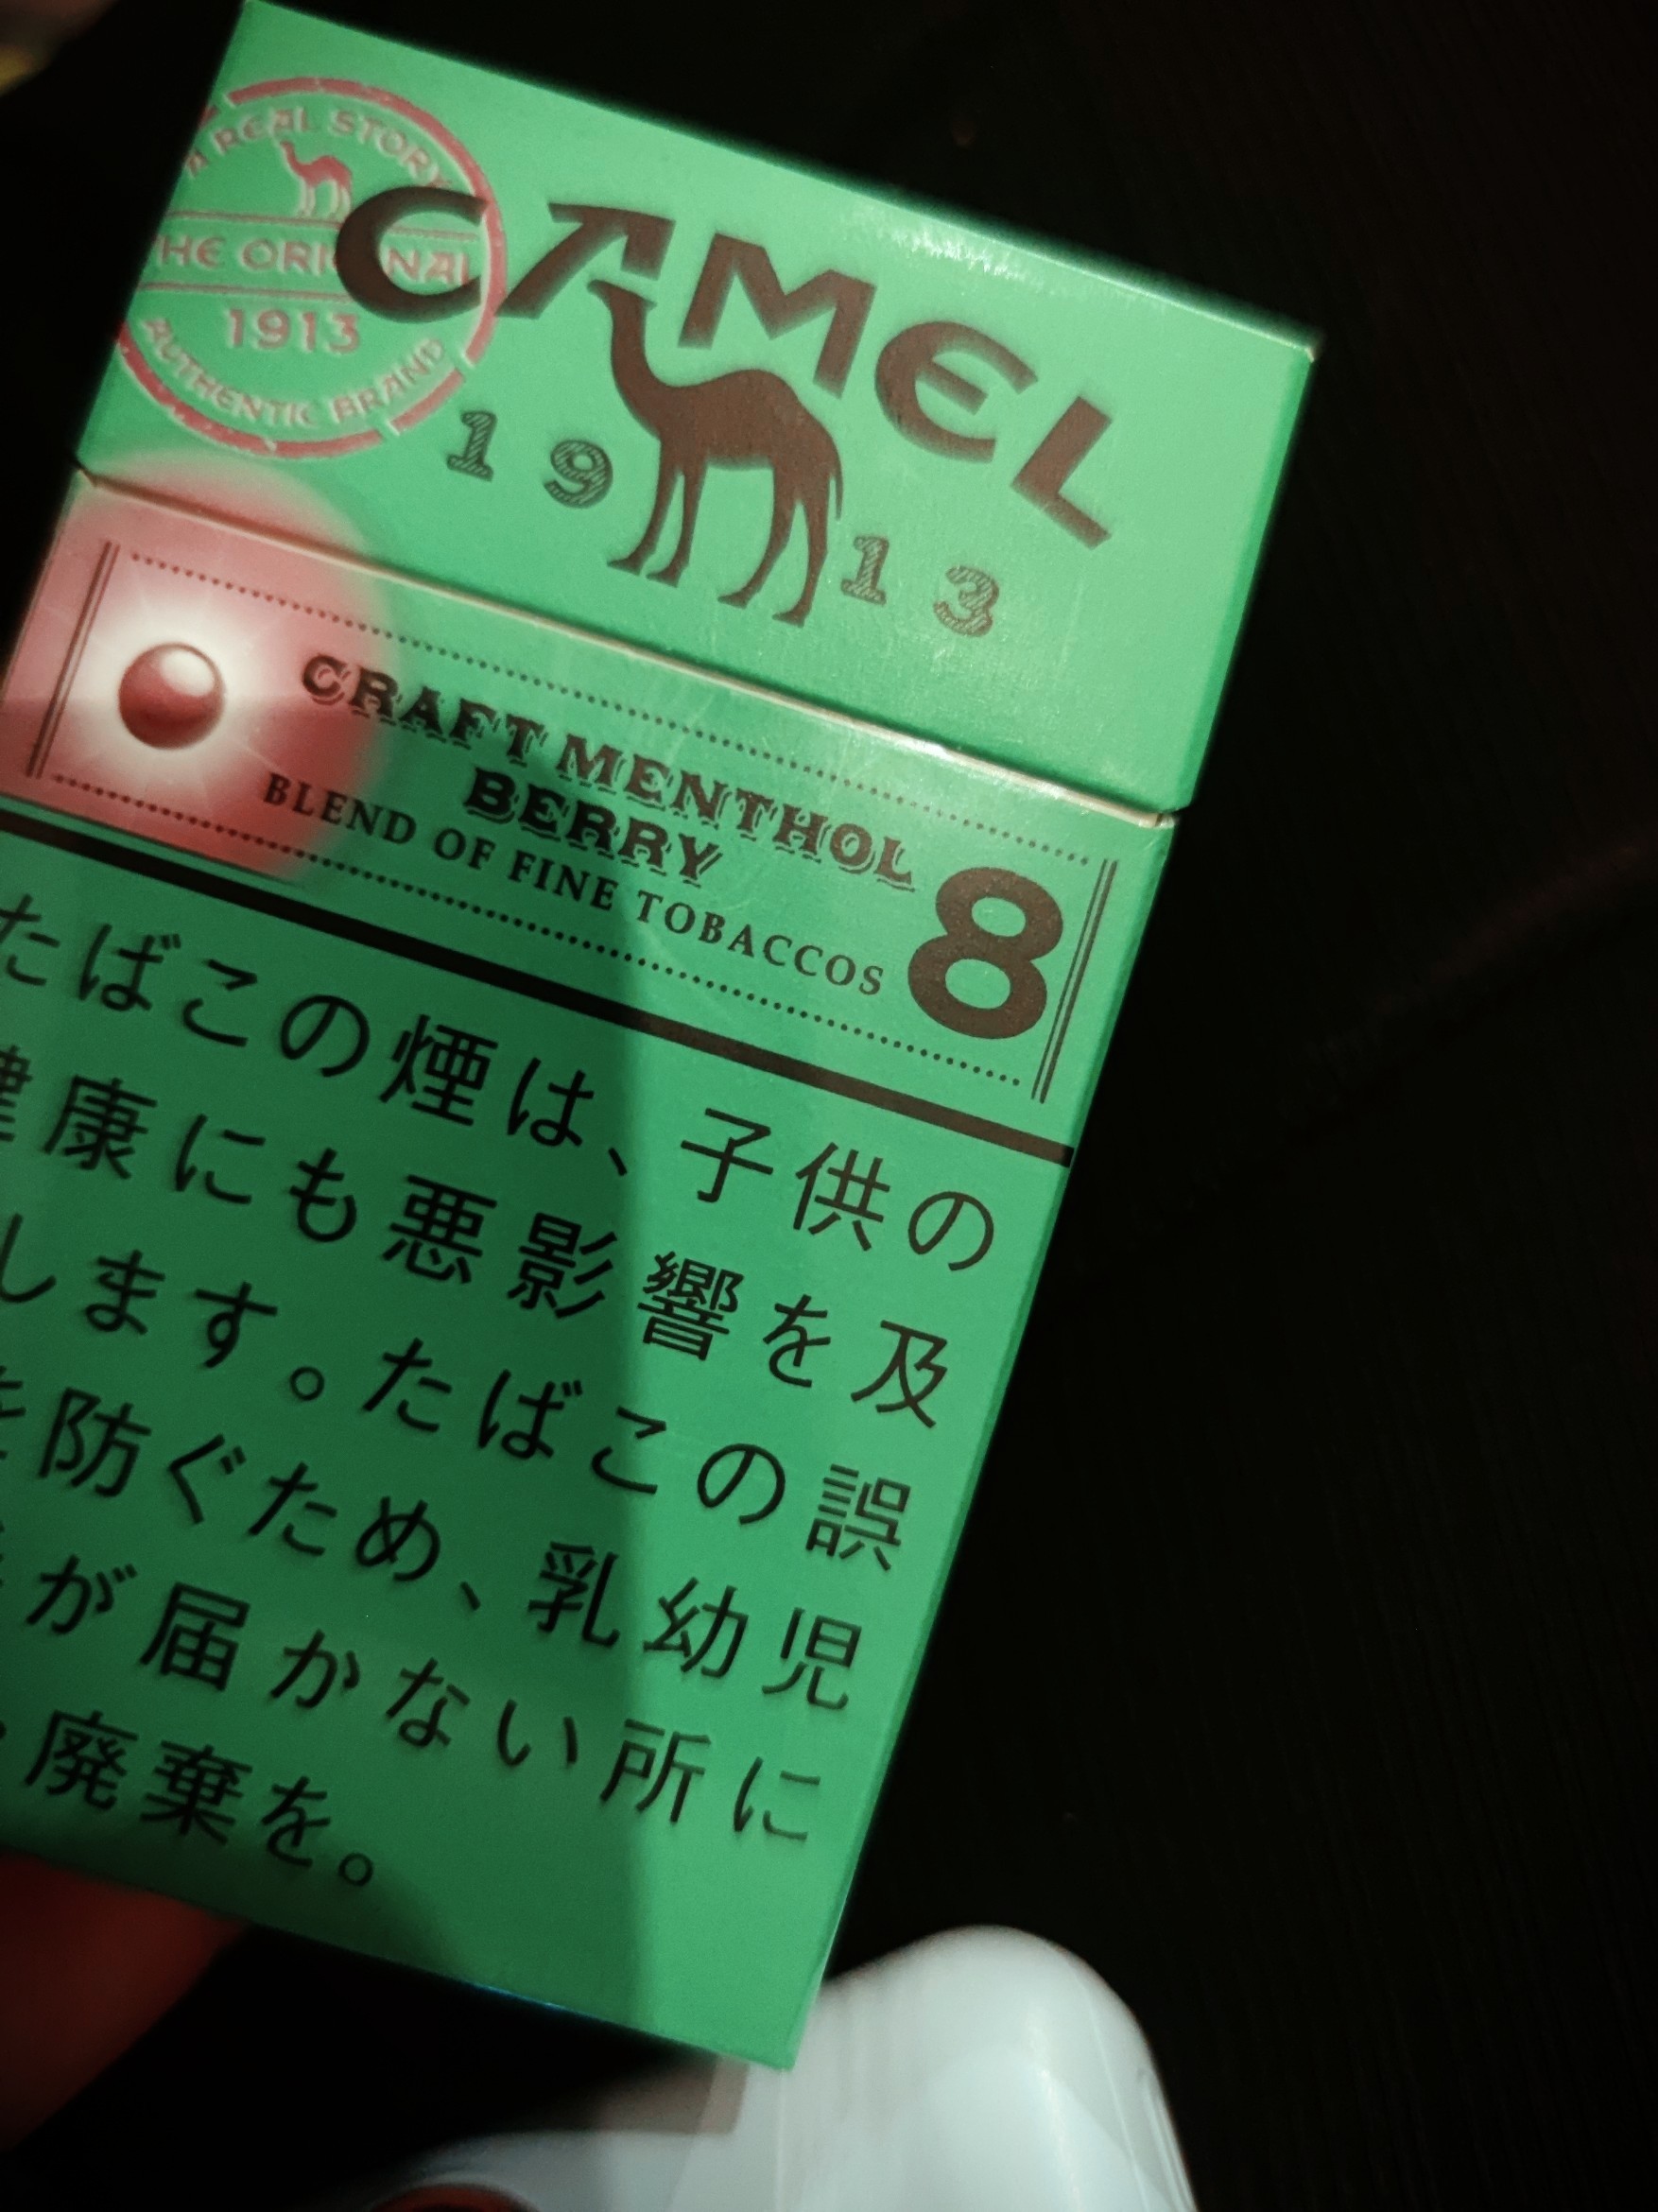 A REAL STORY
THE ORIGINAL
1913
AUTHENTIC BRAND
CAMEL
1913
CRAFT MENTHOL
BERRY
BLEND OF FINE TOBACCOS
8
たばこの煙は、子供の
健康にも悪影響を及
します。たばこの誤
を防ぐため、乳幼児
が届かない所に
廃棄を。